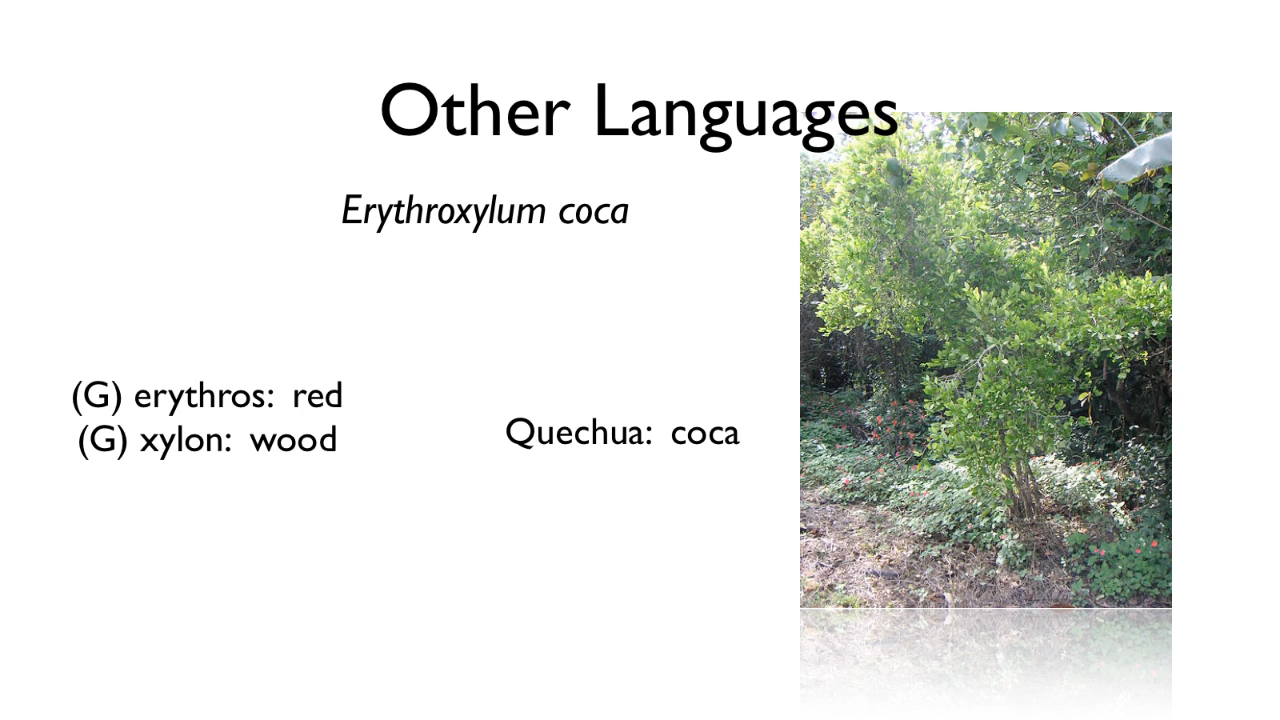 Other Languages
Erythroxylum coca
(G) erythros: red
(G) xylon: wood
Quechua: coca